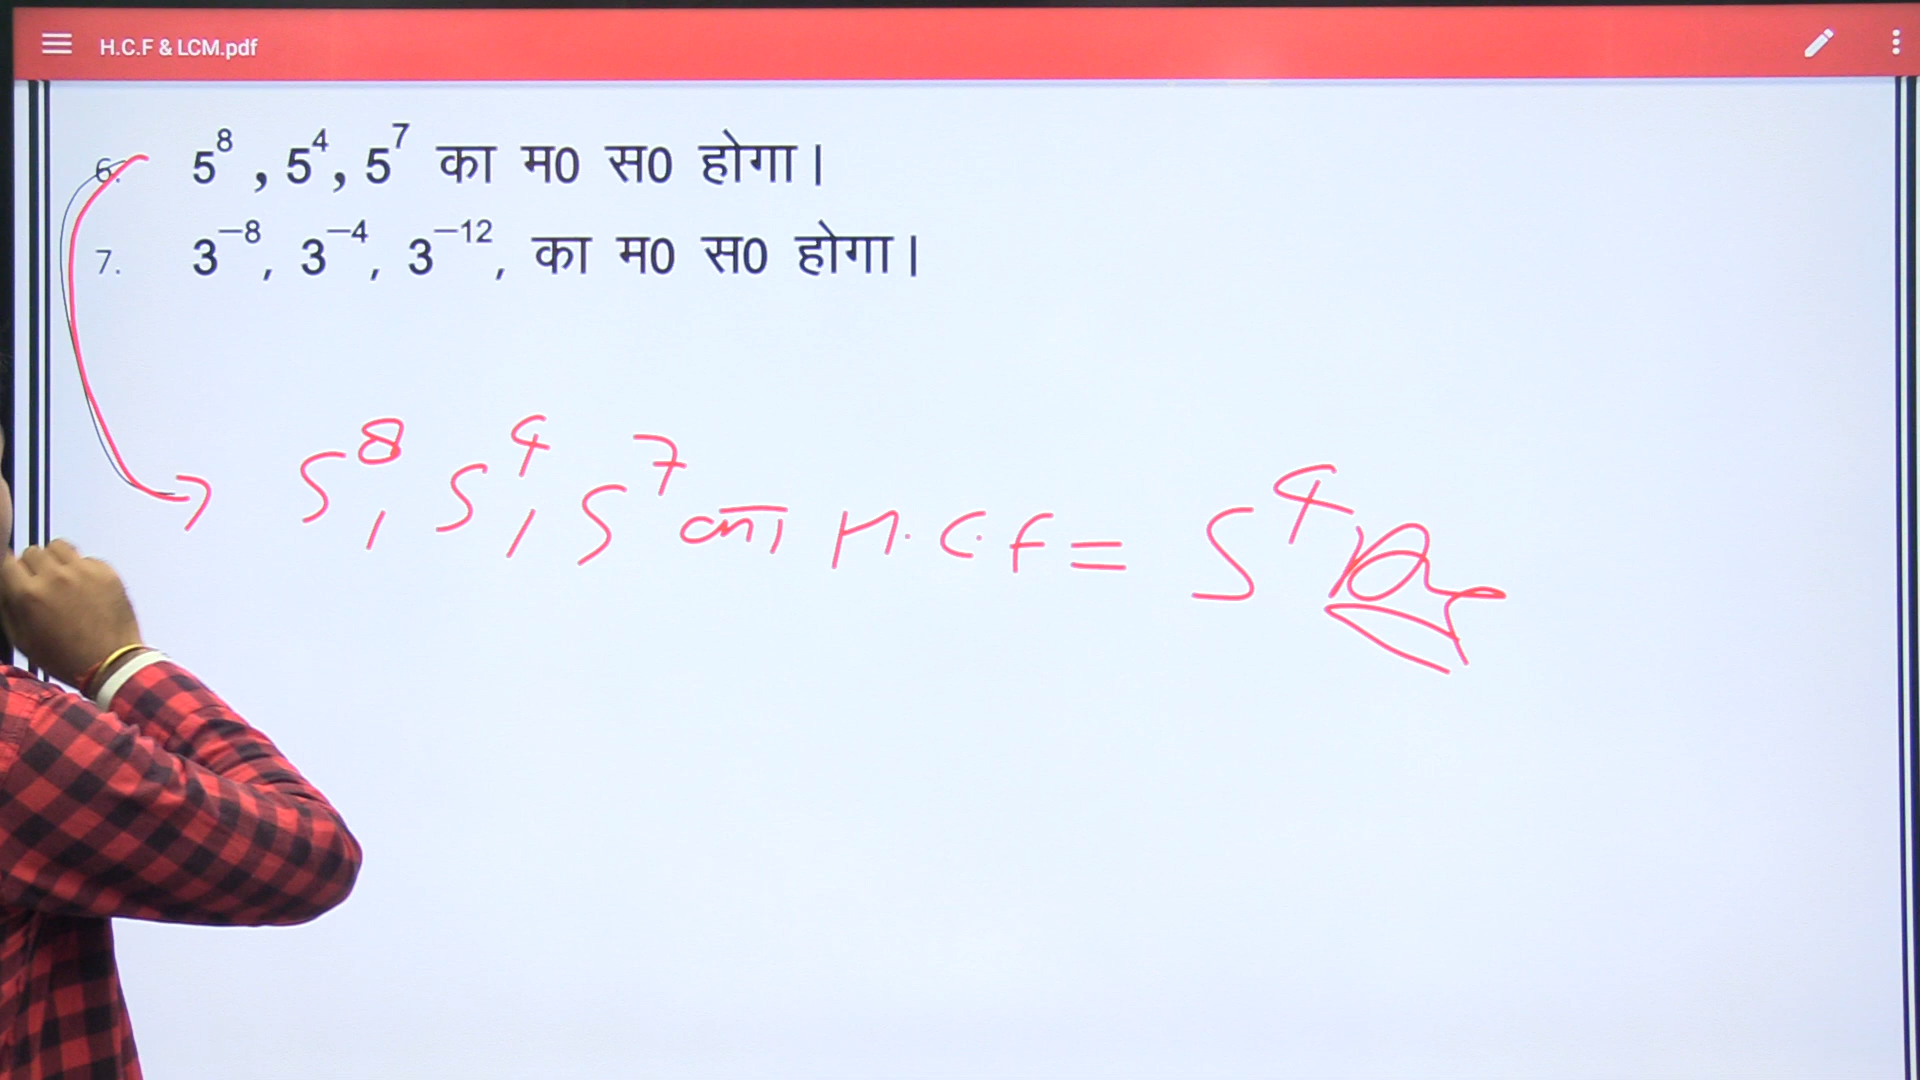 H.C.F & LCM.pdf
6. 5⁸ , 5⁴, 5⁷ का म0 स0 होगा।
7. 3⁻⁸, 3⁻⁴, 3⁻¹², का म0 स0 होगा।
5⁸, 5⁴, 5⁷ का H.C.F = 5⁴